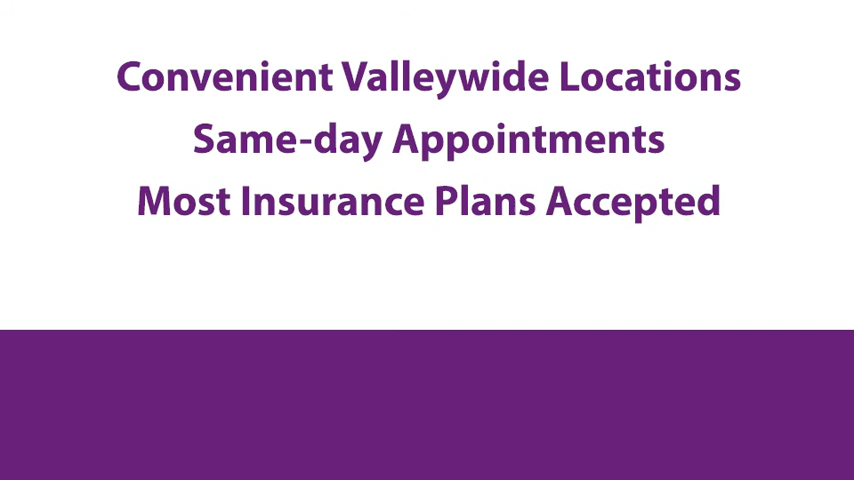 Convenient Valleywide Locations
Same-day Appointments
Most Insurance Plans Accepted